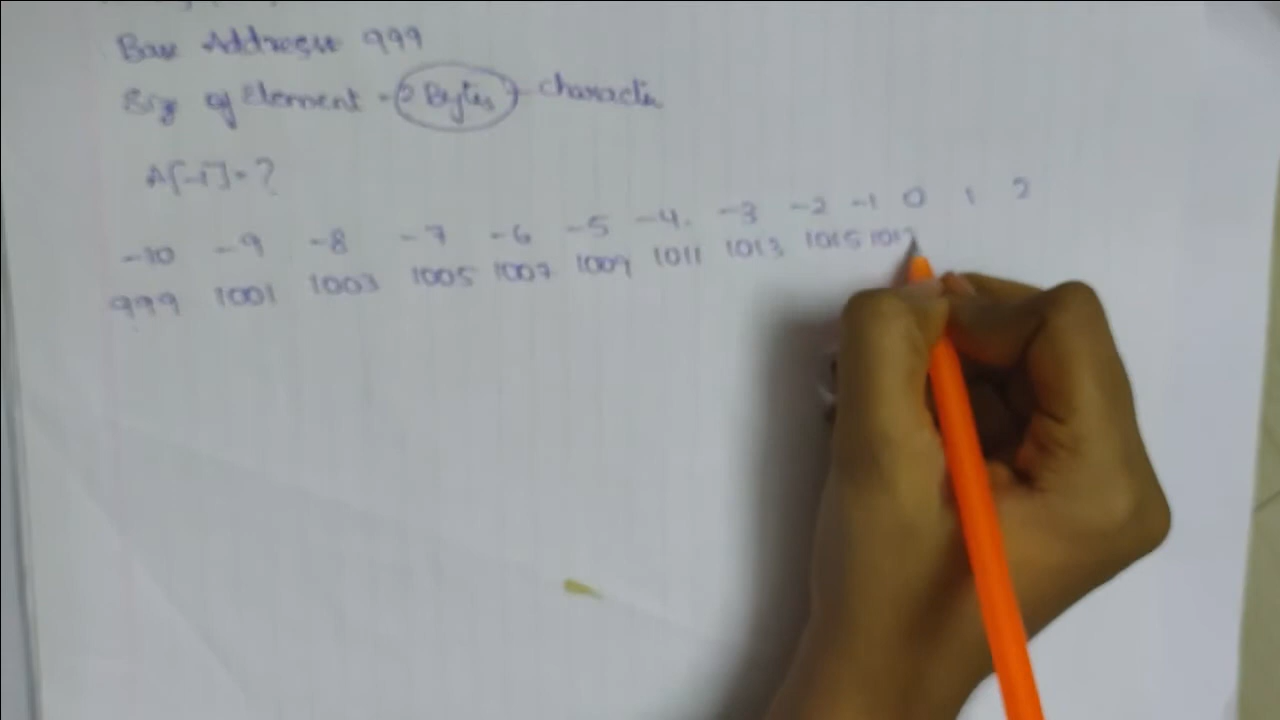 Base Address 999
Size of Element - 2 Bytes - character
A[-1] = ?
-10 -9 -8 -7 -6 -5 -4 -3 -2 -1 0 1 2
999 1001 1003 1005 1007 1009 1011 1013 1015 1017